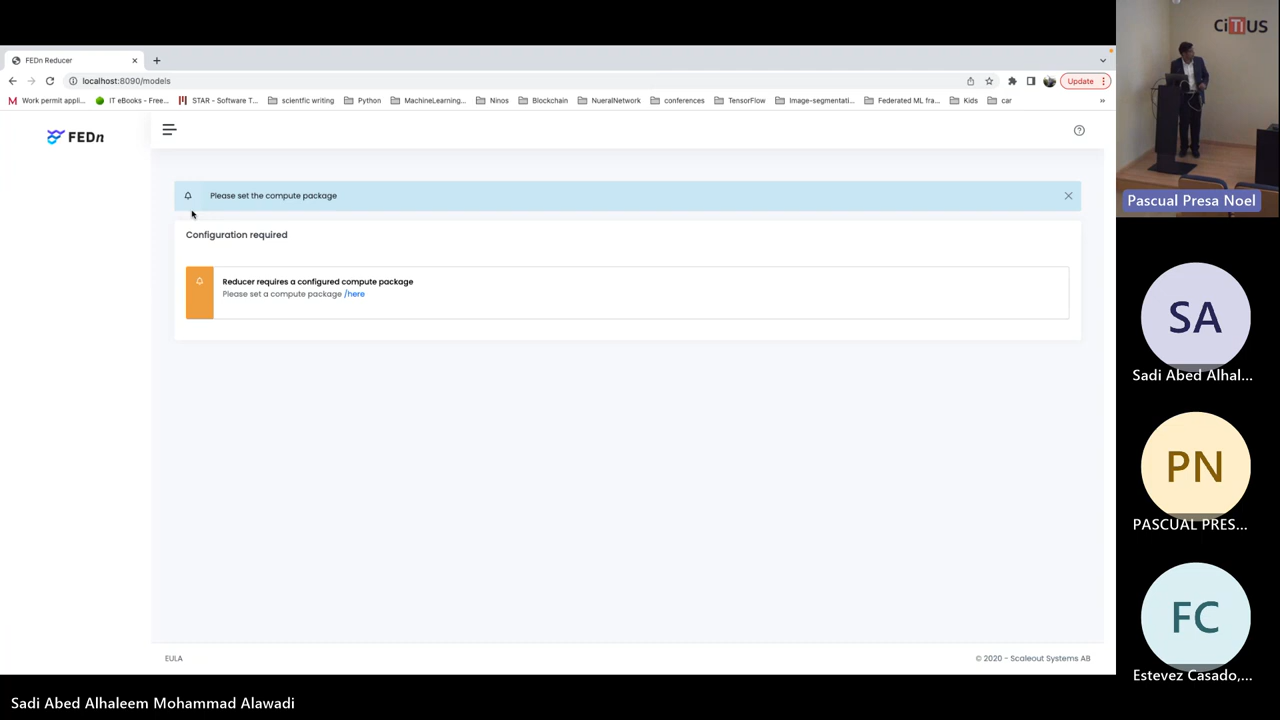 FEDn Reducer
localhost:8090/models
Update
Work permit appli...
IT eBooks - Free...
STAR - Software T...
scientfic writing
Python
MachineLearning...
Ninos
Blockchain
NueralNetwork
conferences
TensorFlow
Image-segmentati...
Federated ML fra...
Kids
car
»
FEDn
Please set the compute package
Configuration required
Reducer requires a configured compute package
Please set a compute package /here
EULA
© 2020 - Scaleout Systems AB
CiTIUS
Pascual Presa Noel
SA
Sadi Abed Alhal...
PN
PASCUAL PRES...
FC
Estevez Casado,...
Sadi Abed Alhaleem Mohammad Alawadi